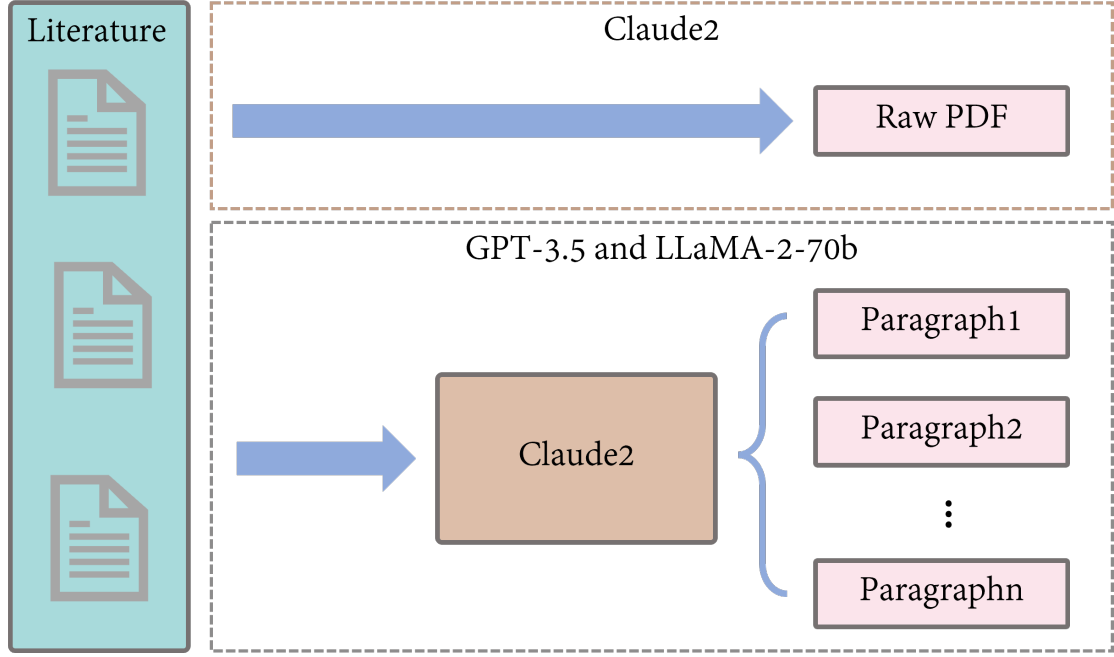 Literature
Claude2
Raw PDF
GPT-3.5 and LLaMA-2-70b
Claude2
Paragraph1
Paragraph2
⋮
Paragraphn